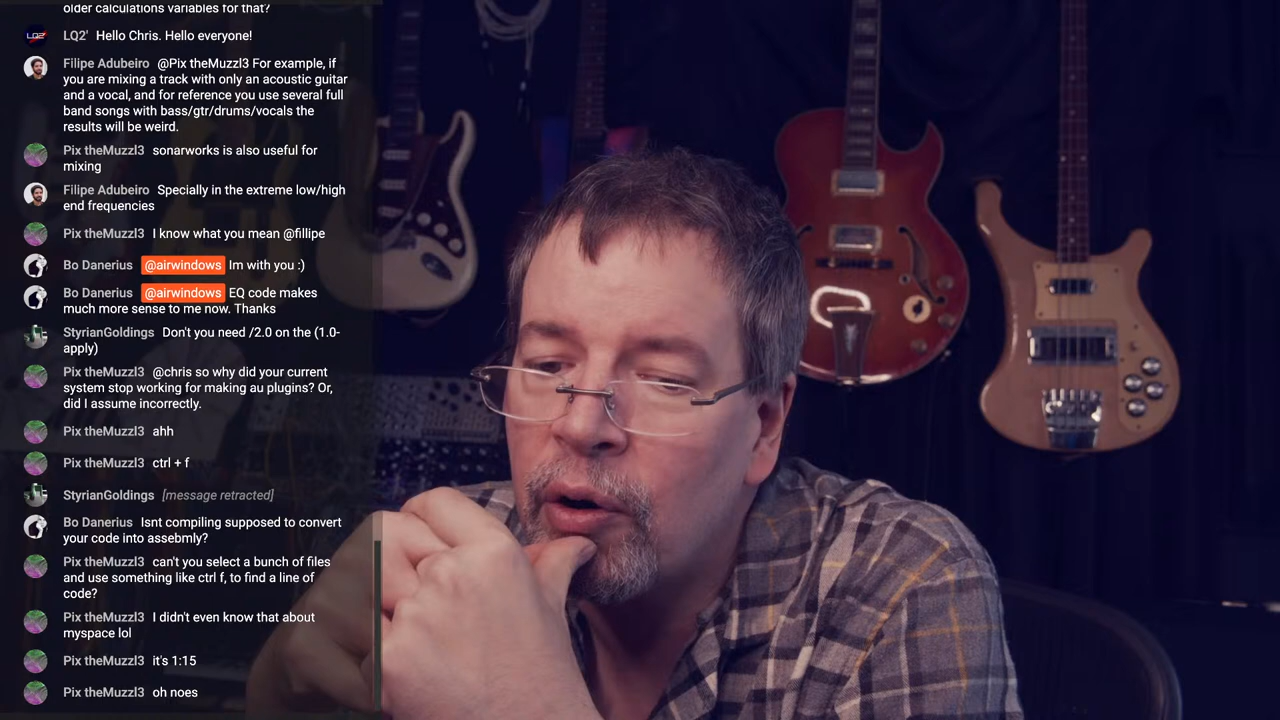 older calculations variables for that?
LQ2' Hello Chris. Hello everyone!
Filipe Adubeiro @Pix theMuzzl3 For example, if
you are mixing a track with only an acoustic guitar
and a vocal, and for reference you use several full
band songs with bass/gtr/drums/vocals the
results will be weird.
Pix theMuzzl3 sonarworks is also useful for
mixing
Filipe Adubeiro Specially in the extreme low/high
end frequencies
Pix theMuzzl3 I know what you mean @fillipe
Bo Danerius @airwindows Im with you :)
Bo Danerius @airwindows EQ code makes
much more sense to me now. Thanks
StyrianGoldings Don't you need /2.0 on the (1.0-
apply)
Pix theMuzzl3 @chris so why did your current
system stop working for making au plugins? Or,
did I assume incorrectly.
Pix theMuzzl3 ahh
Pix theMuzzl3 ctrl + f
StyrianGoldings [message retracted]
Bo Danerius Isnt compiling supposed to convert
your code into assebmly?
Pix theMuzzl3 can't you select a bunch of files
and use something like ctrl f, to find a line of
code?
Pix theMuzzl3 I didn't even know that about
myspace lol
Pix theMuzzl3 it's 1:15
Pix theMuzzl3 oh noes